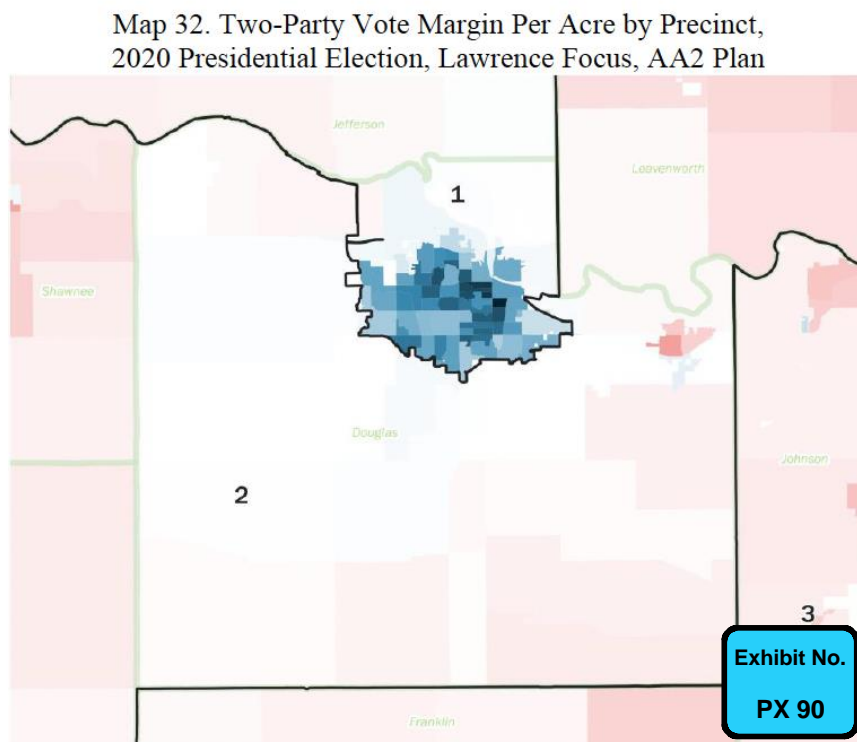 Map 32. Two-Party Vote Margin Per Acre by Precinct,
2020 Presidential Election, Lawrence Focus, AA2 Plan
Jefferson
Leavenworth
1
Shawnee
Douglas
Johnson
2
3
Exhibit No.
PX 90
Franklin